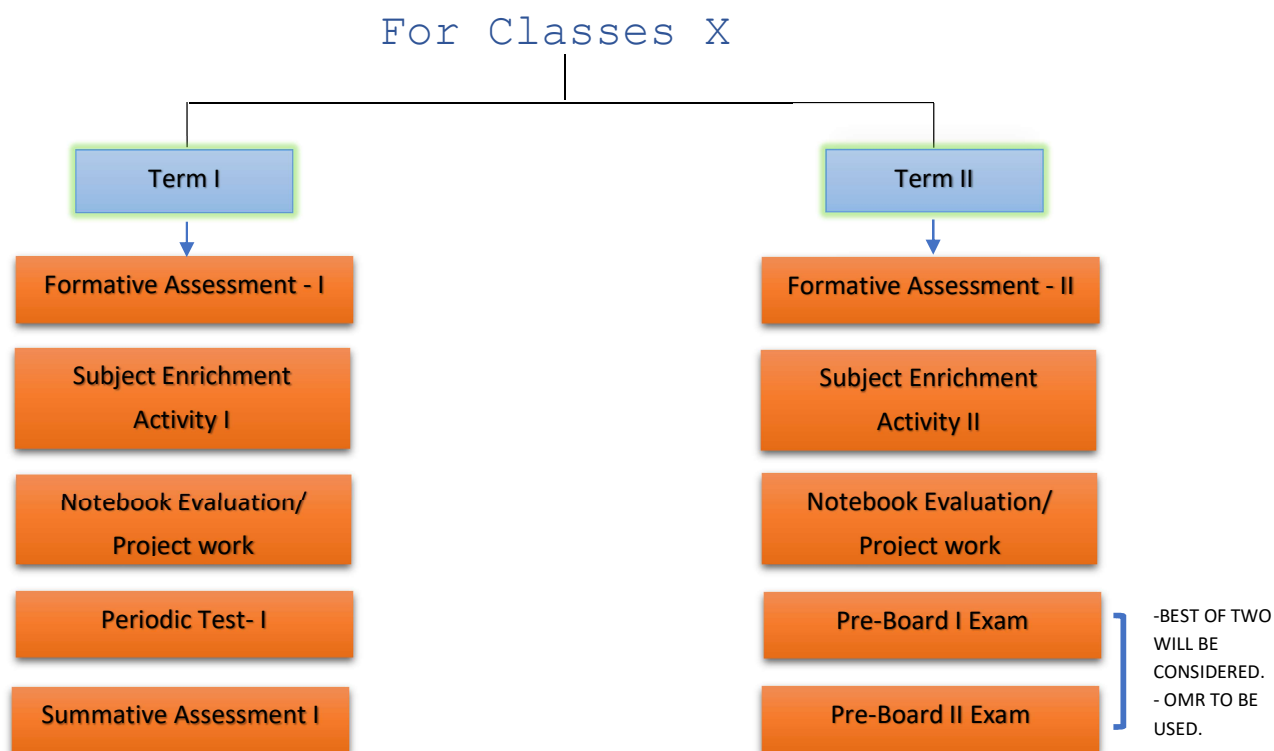 For Classes X
Term I
Term II
Formative Assessment - I
Formative Assessment - II
Subject Enrichment
Activity I
Subject Enrichment
Activity II
Notebook Evaluation/
Project work
Notebook Evaluation/
Project work
Periodic Test- I
Pre-Board I Exam
Summative Assessment I
Pre-Board II Exam
-BEST OF TWO
WILL BE
CONSIDERED.
- OMR TO BE
USED.